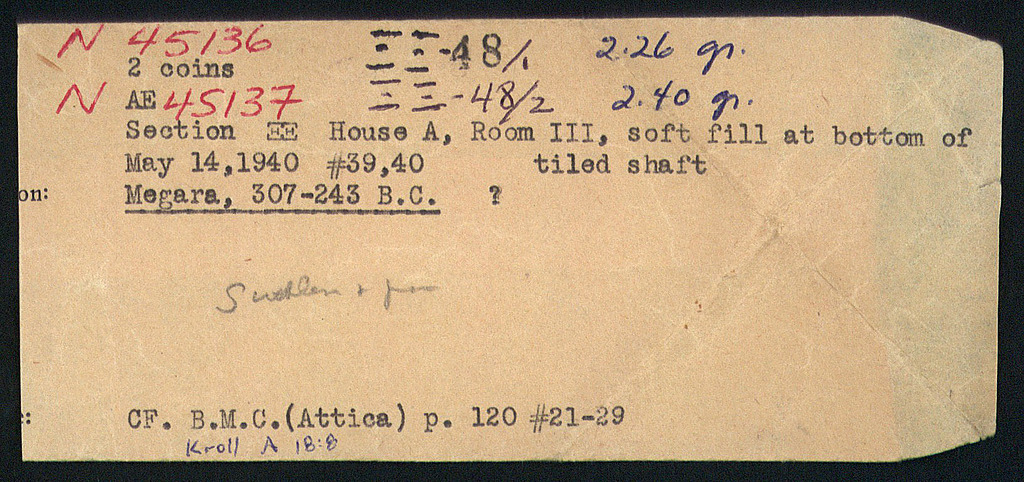 N 45136 ΞΞ-48/1 2.26 gr.
2 coins
N AE 45137 ΞΞ-48/2 2.40 gr.
Section ΞΞ House A, Room III, soft fill at bottom of
May 14,1940 #39,40 tiled shaft
on: Megara, 307-243 B.C. ?
: CF. B.M.C.(Attica) p. 120 #21-29
Kroll A 18:8